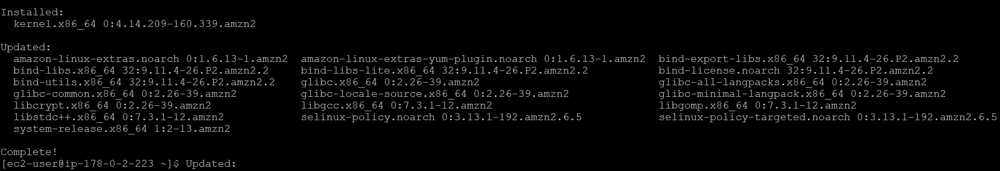 Installed:
kernel.x86_64 0:4.14.209-160.339.amzn2
Updated:
amazon-linux-extras.noarch 0:1.6.13-1.amzn2 amazon-linux-extras-yum-plugin.noarch 0:1.6.13-1.amzn2 bind-export-libs.x86_64 32:9.11.4-26.P2.amzn2.2
bind-libs.x86_64 32:9.11.4-26.P2.amzn2.2 bind-libs-lite.x86_64 32:9.11.4-26.P2.amzn2.2 bind-license.noarch 32:9.11.4-26.P2.amzn2.2
bind-utils.x86_64 32:9.11.4-26.P2.amzn2.2 glibc.x86_64 0:2.26-39.amzn2 glibc-all-langpacks.x86_64 0:2.26-39.amzn2
glibc-common.x86_64 0:2.26-39.amzn2 glibc-locale-source.x86_64 0:2.26-39.amzn2 glibc-minimal-langpack.x86_64 0:2.26-39.amzn2
libcrypt.x86_64 0:2.26-39.amzn2 libgcc.x86_64 0:7.3.1-12.amzn2 libgomp.x86_64 0:7.3.1-12.amzn2
libstdc++.x86_64 0:7.3.1-12.amzn2 selinux-policy.noarch 0:3.13.1-192.amzn2.6.5 selinux-policy-targeted.noarch 0:3.13.1-192.amzn2.6.5
system-release.x86_64 1:2-13.amzn2
Complete!
[ec2-user@ip-178-0-2-223 ~]$ Updated: